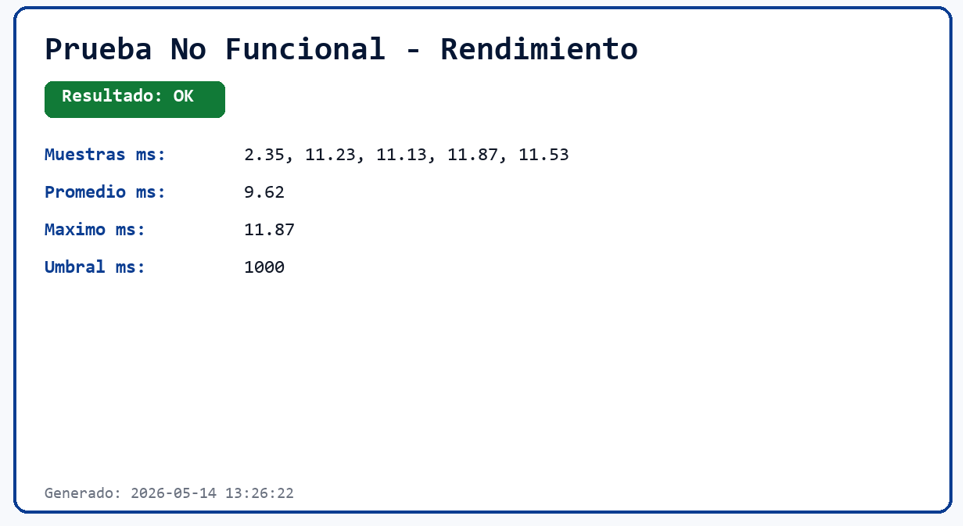 Prueba No Funcional - Rendimiento
Resultado: OK
Muestras ms: 2.35, 11.23, 11.13, 11.87, 11.53
Promedio ms: 9.62
Maximo ms: 11.87
Umbral ms: 1000
Generado: 2026-05-14 13:26:22